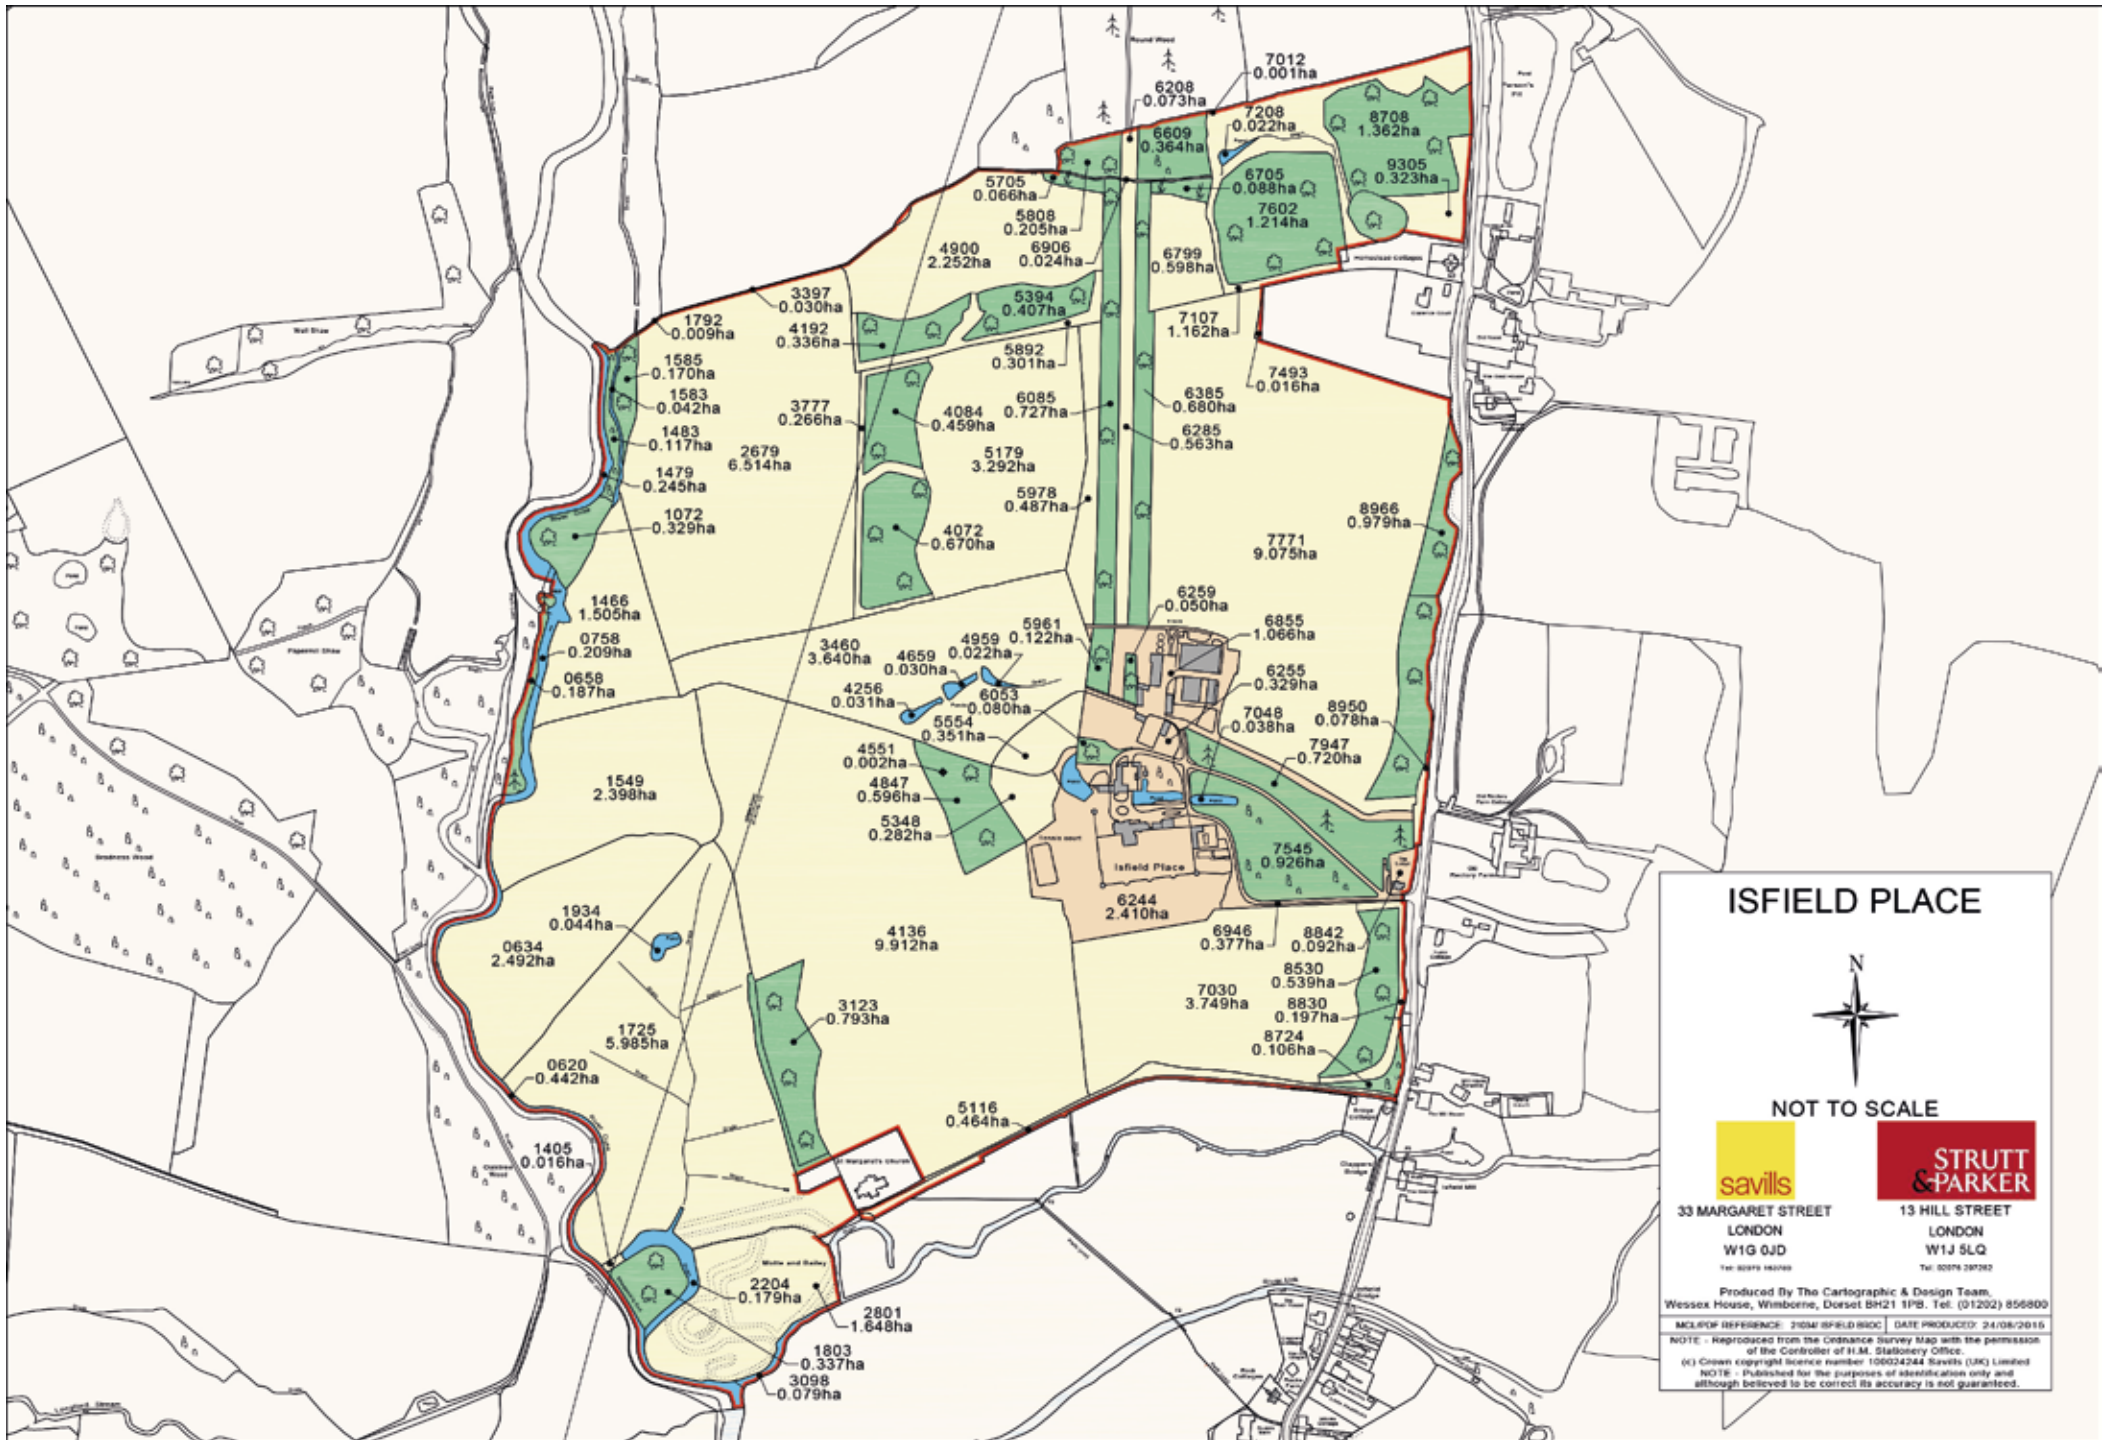 Round Wood
7012
0.001ha
6208
0.073ha
7208
0.022ha
6609
0.364ha
8708
1.362ha
9305
0.323ha
5705
0.066ha
6705
0.088ha
5808
0.205ha
7602
1.214ha
4900
2.252ha
6906
0.024ha
6799
0.598ha
Homestead Cottages
3397
0.030ha
5394
0.407ha
1792
0.009ha
4192
0.336ha
7107
1.162ha
Wall Shaw
1585
0.170ha
5892
0.301ha
7493
0.016ha
1583
0.042ha
3777
0.266ha
4084
0.459ha
6085
0.727ha
6385
0.680ha
1483
0.117ha
2679
6.514ha
5179
3.292ha
6285
0.563ha
1479
0.245ha
5978
0.487ha
1072
0.329ha
4072
0.670ha
7771
9.075ha
8966
0.979ha
1466
1.505ha
6259
0.050ha
0758
0.209ha
3460
3.640ha
4959
0.022ha
5961
0.122ha
6855
1.066ha
4659
0.030ha
0658
0.187ha
4256
0.031ha
6053
0.080ha
6255
0.329ha
5554
0.351ha
7048
0.038ha
8950
0.078ha
4551
0.002ha
7947
0.720ha
1549
2.398ha
4847
0.596ha
5348
0.282ha
Tennis court
7545
0.926ha
Isfield Place
6244
2.410ha
1934
0.044ha
0634
2.492ha
4136
9.912ha
6946
0.377ha
8842
0.092ha
8530
0.539ha
7030
3.749ha
8830
0.197ha
3123
0.793ha
1725
5.985ha
8724
0.106ha
0620
0.442ha
5116
0.464ha
1405
0.016ha
St Margaret's Church
Motte and Bailey
2204
0.179ha
2801
1.648ha
1803
0.337ha
3098
0.079ha
Isfield Mill
ISFIELD PLACE
N
NOT TO SCALE
savills
STRUTT
&PARKER
33 MARGARET STREET
LONDON
W1G 0JD
13 HILL STREET
LONDON
W1J 5LQ
Produced By The Cartographic & Design Team,
Wessex House, Wimborne, Dorset BH21 1PB. Tel: (01202) 856800
DATE PRODUCED: 24/08/2015
NOTE - Reproduced from the Ordnance Survey Map with the permission
of the Controller of H.M. Stationery Office.
(c) Crown copyright licence number 100024244 Savills (UK) Limited
NOTE - Published for the purposes of identification only and
although believed to be correct its accuracy is not guaranteed.